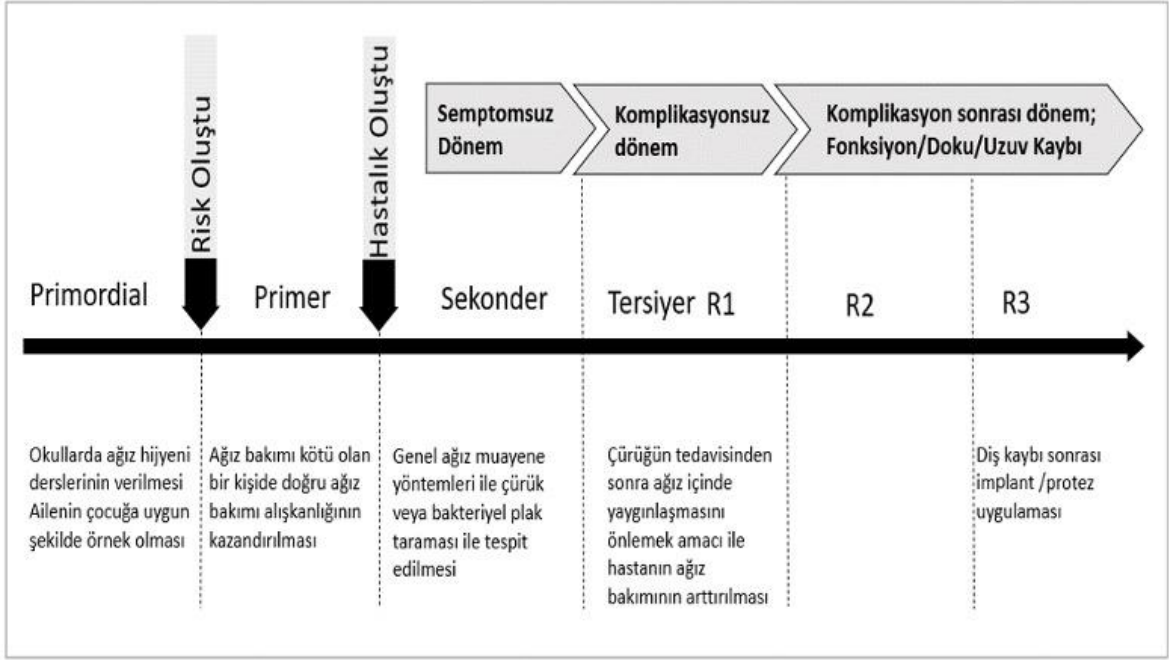 Risk Oluştu
Hastalık Oluştu
Semptomsuz
Dönem
Komplikasyonsuz
dönem
Komplikasyon sonrası dönem;
Fonksiyon/Doku/Uzuv Kaybı
Primordial
Primer
Sekonder
Tersiyer R1
R2
R3
Okullarda ağız hijyeni
derslerinin verilmesi
Ailenin çocuğa uygun
şekilde örnek olması
Ağız bakımı kötü olan
bir kişide doğru ağız
bakımı alışkanlığının
kazandırılması
Genel ağız muayene
yöntemleri ile çürük
veya bakteriyel plak
taraması ile tespit
edilmesi
Çürüğün tedavisinden
sonra ağız içinde
yaygınlaşmasını
önlemek amacı ile
hastanın ağız
bakımının arttırılması
Diş kaybı sonrası
implant /protez
uygulaması